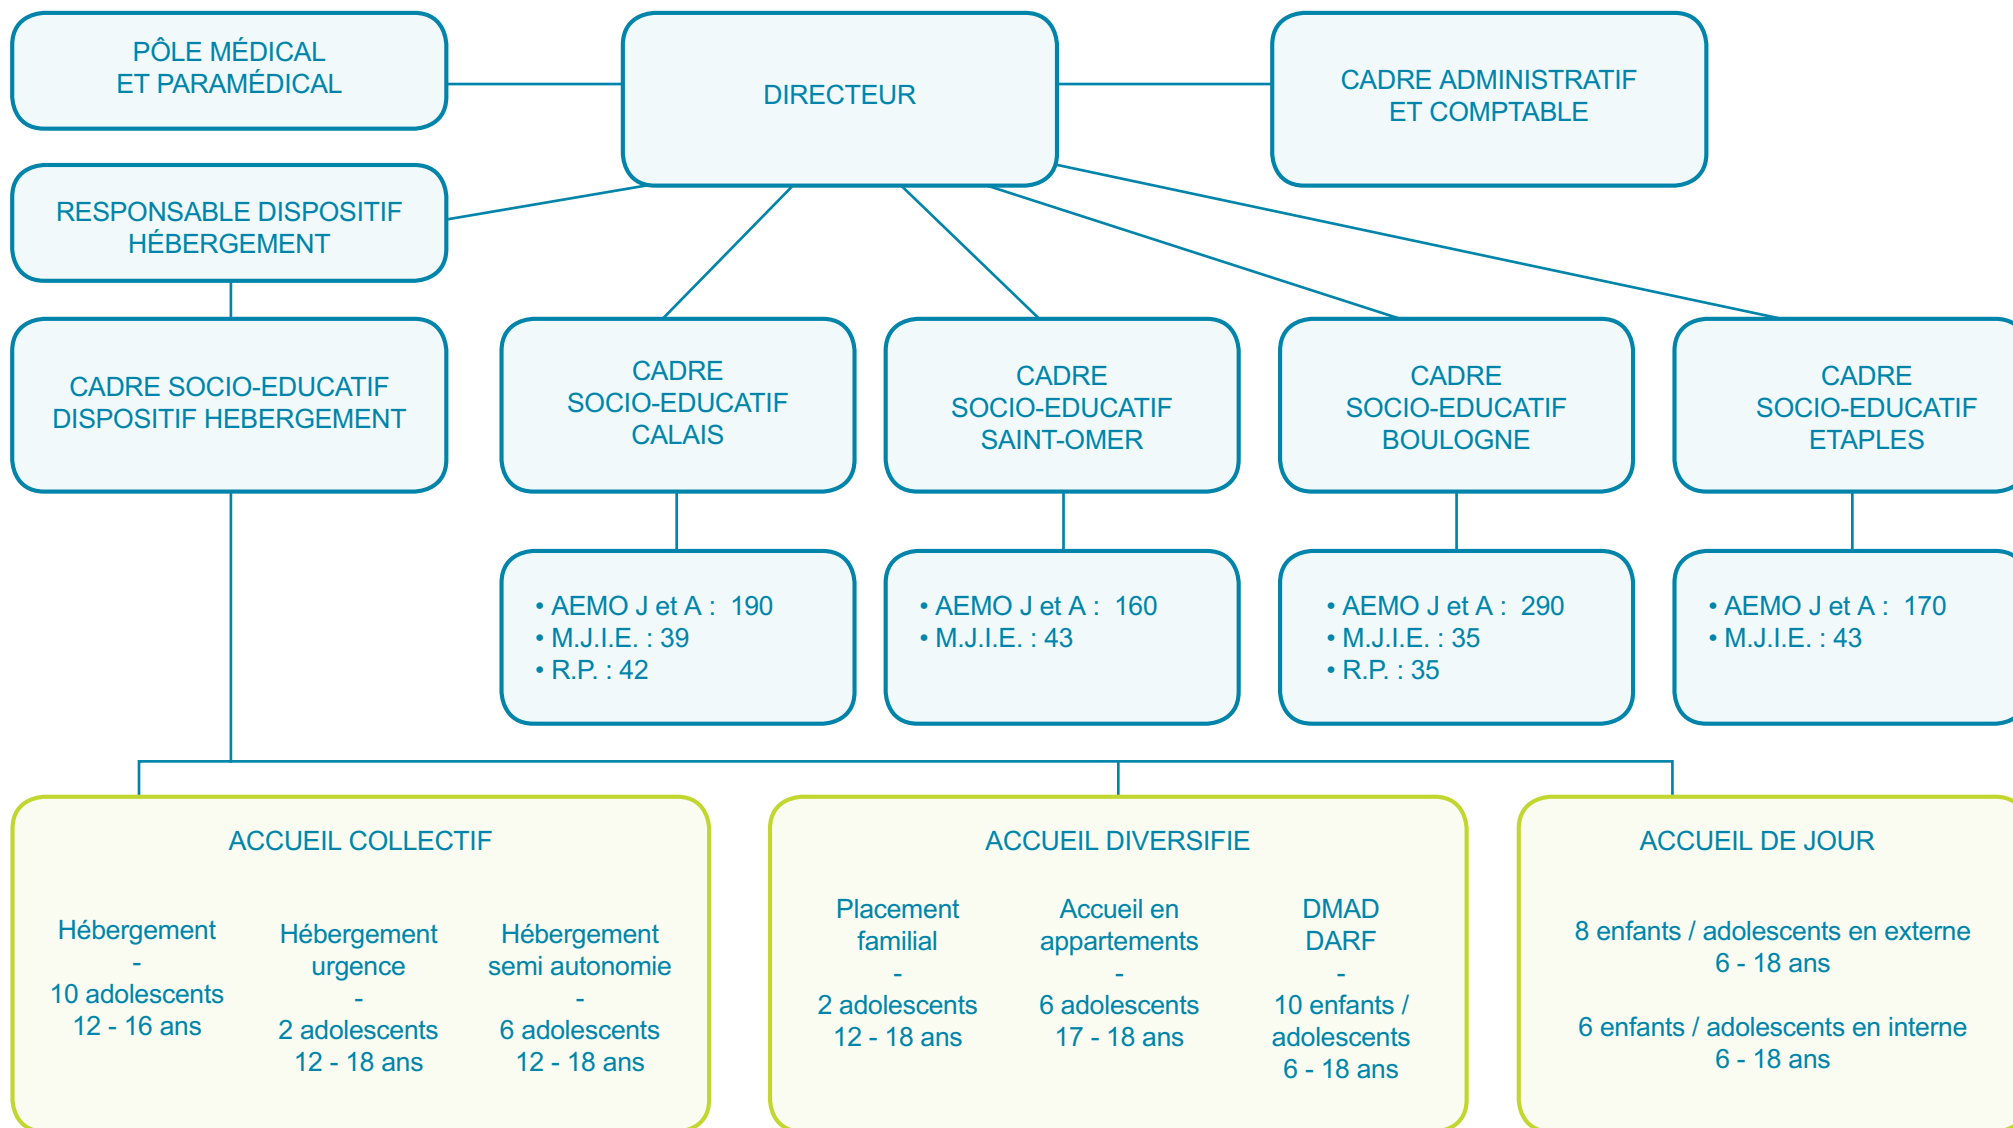 PÔLE MÉDICAL
ET PARAMÉDICAL
DIRECTEUR
CADRE ADMINISTRATIF
ET COMPTABLE
RESPONSABLE DISPOSITIF
HÉBERGEMENT
CADRE SOCIO-EDUCATIF
DISPOSITIF HEBERGEMENT
CADRE
SOCIO-EDUCATIF
CALAIS
CADRE
SOCIO-EDUCATIF
SAINT-OMER
CADRE
SOCIO-EDUCATIF
BOULOGNE
CADRE
SOCIO-EDUCATIF
ETAPLES
• AEMO J et A : 190
• M.J.I.E. : 39
• R.P. : 42
• AEMO J et A : 160
• M.J.I.E. : 43
• AEMO J et A : 290
• M.J.I.E. : 35
• R.P. : 35
• AEMO J et A : 170
• M.J.I.E. : 43
ACCUEIL COLLECTIF
Hébergement
-
10 adolescents
12 - 16 ans
Hébergement
urgence
-
2 adolescents
12 - 18 ans
Hébergement
semi autonomie
-
6 adolescents
12 - 18 ans
ACCUEIL DIVERSIFIE
Placement
familial
-
2 adolescents
12 - 18 ans
Accueil en
appartements
-
6 adolescents
17 - 18 ans
DMAD
DARF
-
10 enfants /
adolescents
6 - 18 ans
ACCUEIL DE JOUR
8 enfants / adolescents en externe
6 - 18 ans
6 enfants / adolescents en interne
6 - 18 ans